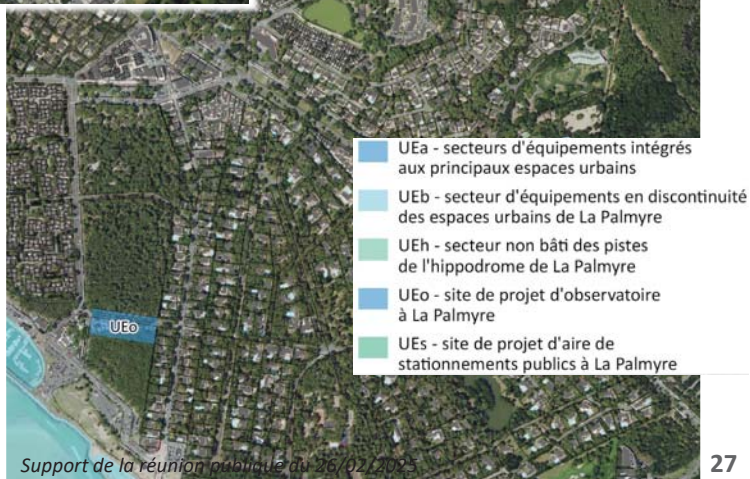 UEa - secteurs d'équipements intégrés
aux principaux espaces urbains
UEb - secteur d'équipements en discontinuité
des espaces urbains de La Palmyre
UEh - secteur non bâti des pistes
de l'hippodrome de La Palmyre
UEo - site de projet d'observatoire
à La Palmyre
UEs - site de projet d'aire de
stationnements publics à La Palmyre
UEo
Support de la réunion publique du 26/02/2025
27